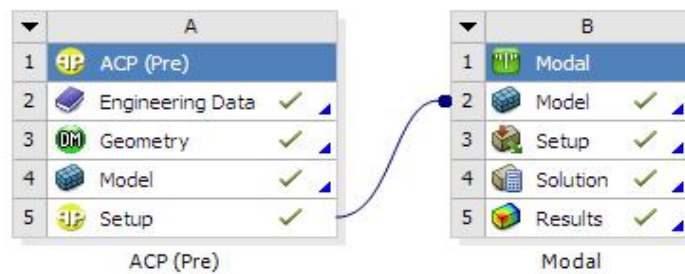 A
1 ACP (Pre)
2 Engineering Data
3 DM Geometry
4 Model
5 Setup
ACP (Pre)
B
1 Modal
2 Model
3 Setup
4 Solution
5 Results
Modal